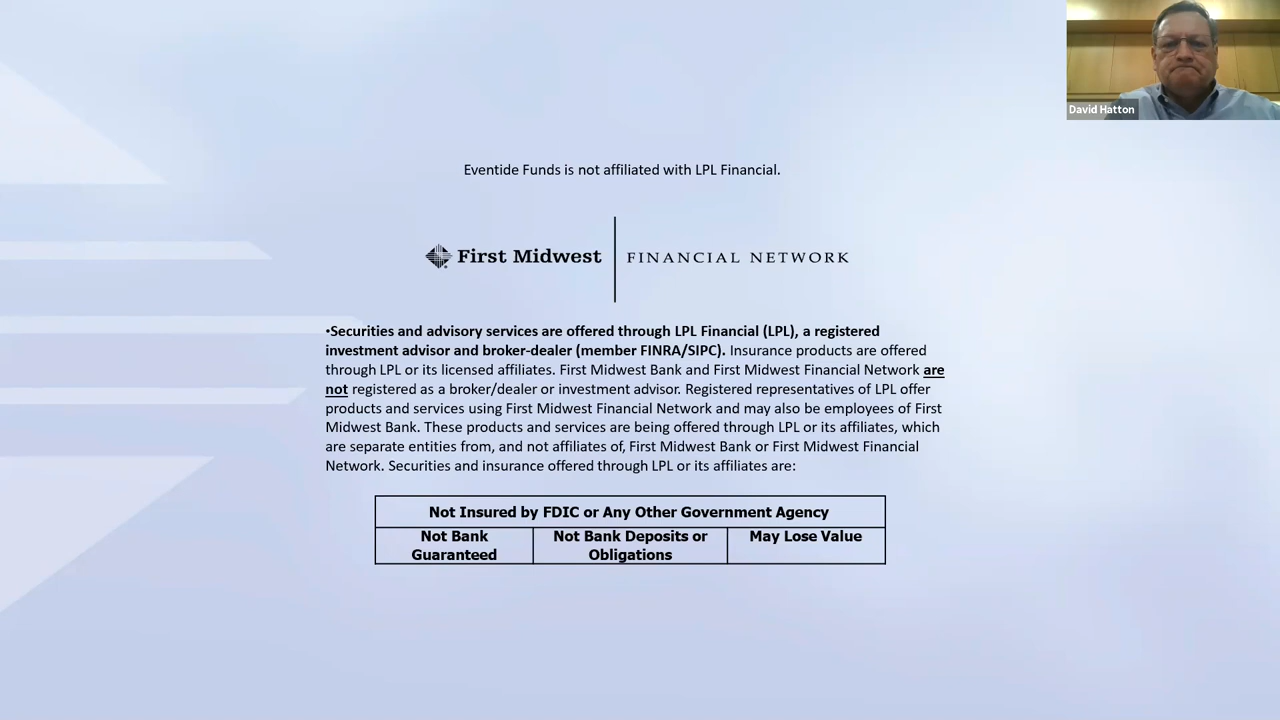 David Hatton
Eventide Funds is not affiliated with LPL Financial.
First Midwest
FINANCIAL NETWORK
•Securities and advisory services are offered through LPL Financial (LPL), a registered
investment advisor and broker-dealer (member FINRA/SIPC). Insurance products are offered
through LPL or its licensed affiliates. First Midwest Bank and First Midwest Financial Network are
not registered as a broker/dealer or investment advisor. Registered representatives of LPL offer
products and services using First Midwest Financial Network and may also be employees of First
Midwest Bank. These products and services are being offered through LPL or its affiliates, which
are separate entities from, and not affiliates of, First Midwest Bank or First Midwest Financial
Network. Securities and insurance offered through LPL or its affiliates are:
Not Insured by FDIC or Any Other Government Agency
Not Bank
Guaranteed
Not Bank Deposits or
Obligations
May Lose Value